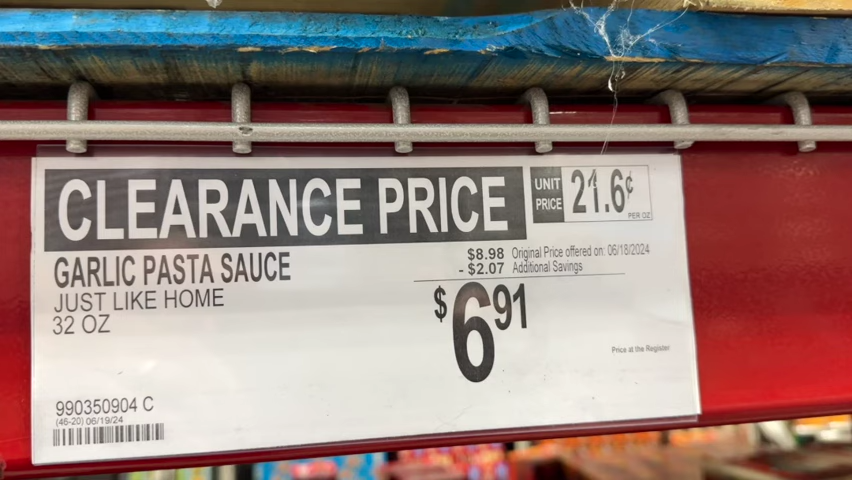 CLEARANCE PRICE
UNIT PRICE 21.6¢ PER OZ
GARLIC PASTA SAUCE
JUST LIKE HOME
32 OZ
$8.98 Original Price offered on: 06/18/2024
- $2.07 Additional Savings
$6.91
Price at the Register
990350904 C
(46-20) 06/19/24